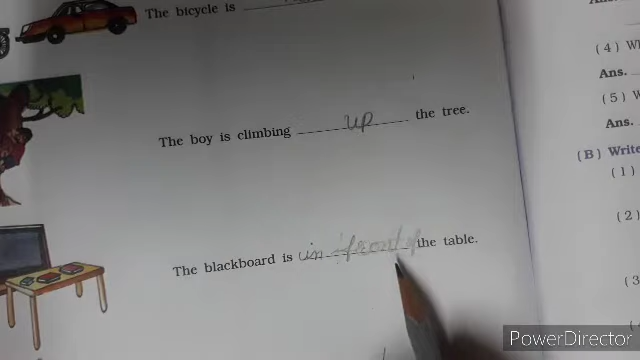 The bicycle is
Ans.
(4) W
Ans.
The boy is climbing up the tree.
(5) W
Ans.
(B) Write
(1)
(2)
The blackboard is in front of the table.
(3
PowerDirector